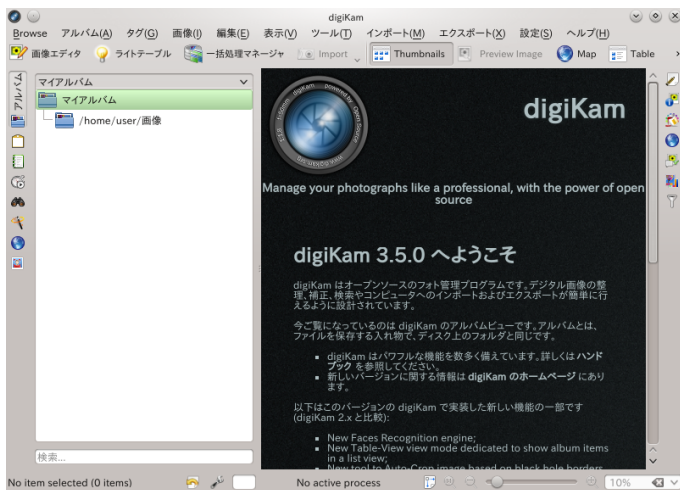 digiKam
Browse アルバム(A) タグ(G) 画像(I) 編集(E) 表示(V) ツール(T) インポート(M) エクスポート(X) 設定(S) ヘルプ(H)
画像エディタ ライトテーブル 一括処理マネージャ Import Thumbnails Preview Image Map Table
アルバム
マイアルバム
マイアルバム
/home/user/画像
digiKam
Manage your photographs like a professional, with the power of open
source
digiKam 3.5.0 へようこそ
digiKam はオープンソースのフォト管理プログラムです。デジタル画像の整
理、補正、検索やコンピュータへのインポートおよびエクスポートが簡単に行
えるように設計されています。
今ご覧になっているのは digiKam のアルバムビューです。アルバムとは、
ファイルを保存する入れ物で、ディスク上のフォルダと同じです。
digiKam はパワフルな機能を数多く備えています。詳しくは ハンド
ブック を参照してください。
新しいバージョンに関する情報は digiKam のホームページ にあり
ます。
以下はこのバージョンの digiKam で実装した新しい機能の一部です
(digiKam 2.x と比較):
New Faces Recognition engine;
New Table-View view mode dedicated to show album items
in a list view;
New tool to Auto-Crop image based on black hole borders
検索...
No item selected (0 items)
No active process
10%